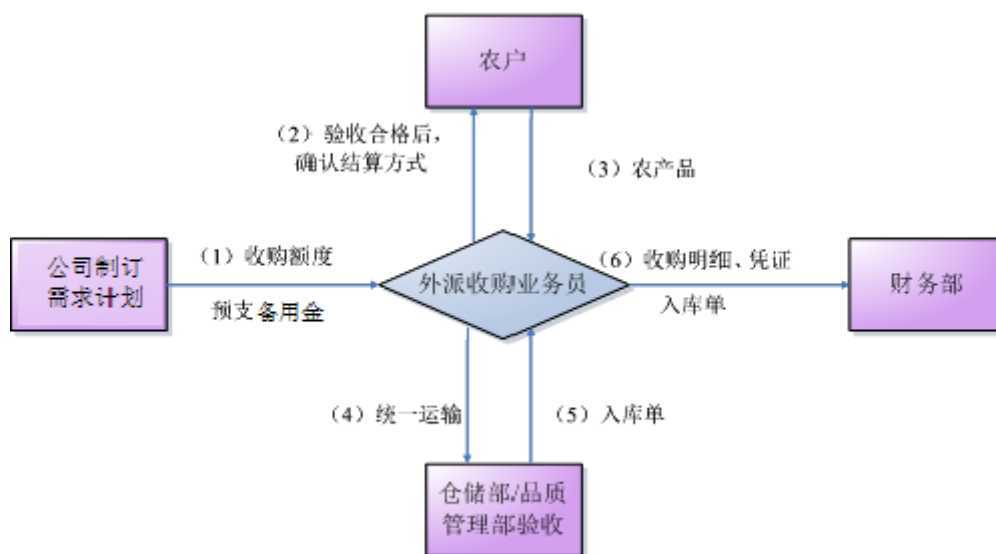 农户
（2）验收合格后，
确认结算方式
（3）农产品
公司制订
需求计划
（1）收购额度
预支备用金
外派收购业务员
（6）收购明细、凭证
入库单
财务部
（4）统一运输
（5）入库单
仓储部/品质
管理部验收